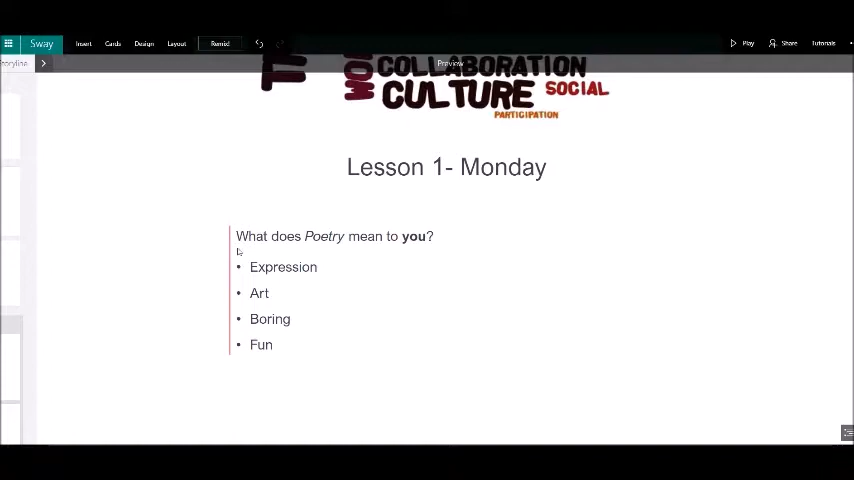 Sway Insert Cards Design Layout Remix! Play Share Tutorials
Storyline Preview
COLLABORATION
CULTURE SOCIAL
PARTICIPATION
Lesson 1- Monday
What does Poetry mean to you?
• Expression
• Art
• Boring
• Fun